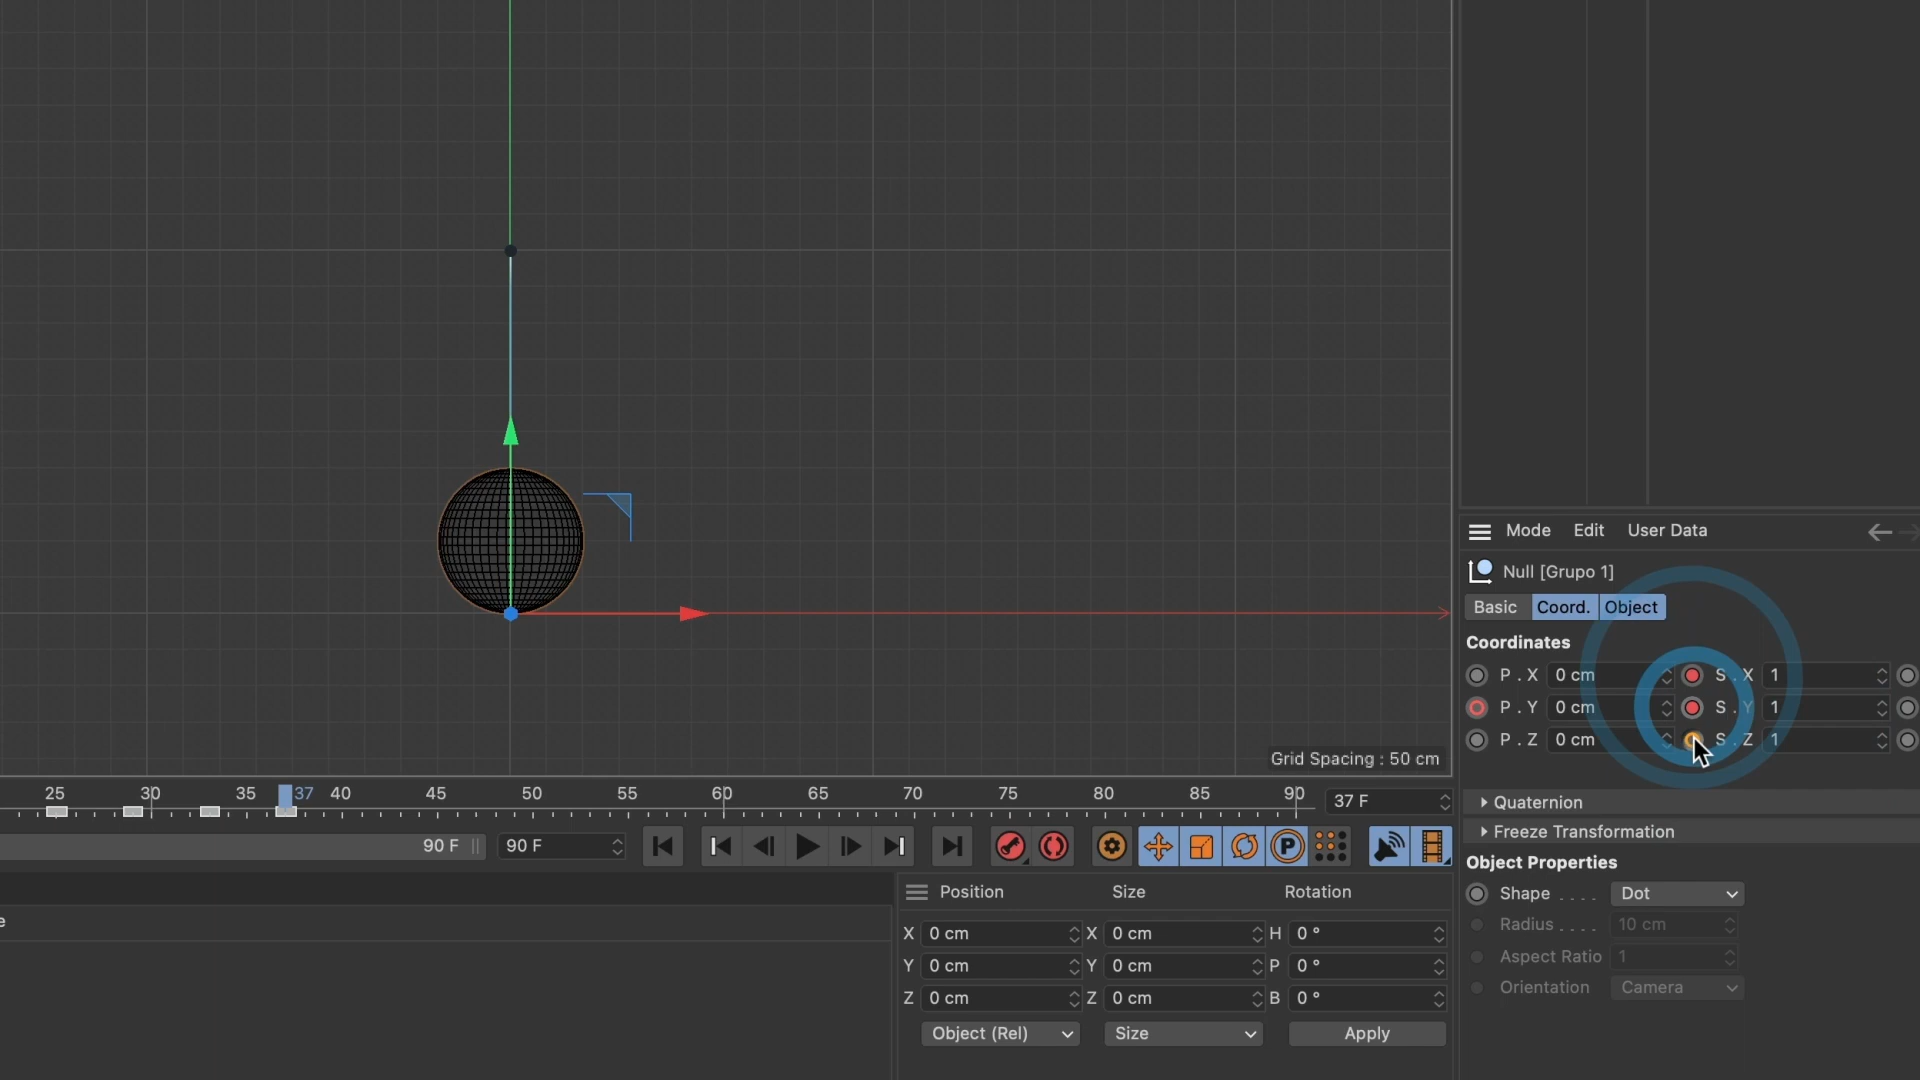 Grid Spacing : 50 cm
25 30 35 37 40 45 50 55 60 65 70 75 80 85 90 37 F
90 F 90 F
Position Size Rotation
e
X 0 cm X 0 cm H 0 °
Y 0 cm Y 0 cm P 0 °
Z 0 cm Z 0 cm B 0 °
Object (Rel) Size Apply
Mode Edit User Data
Null [Grupo 1]
Basic Coord. Object
Coordinates
P . X 0 cm S . X 1
P . Y 0 cm S . Y 1
P . Z 0 cm S . Z 1
Quaternion
Freeze Transformation
Object Properties
Shape . . . . Dot
Radius . . . . 10 cm
Aspect Ratio 1
Orientation Camera